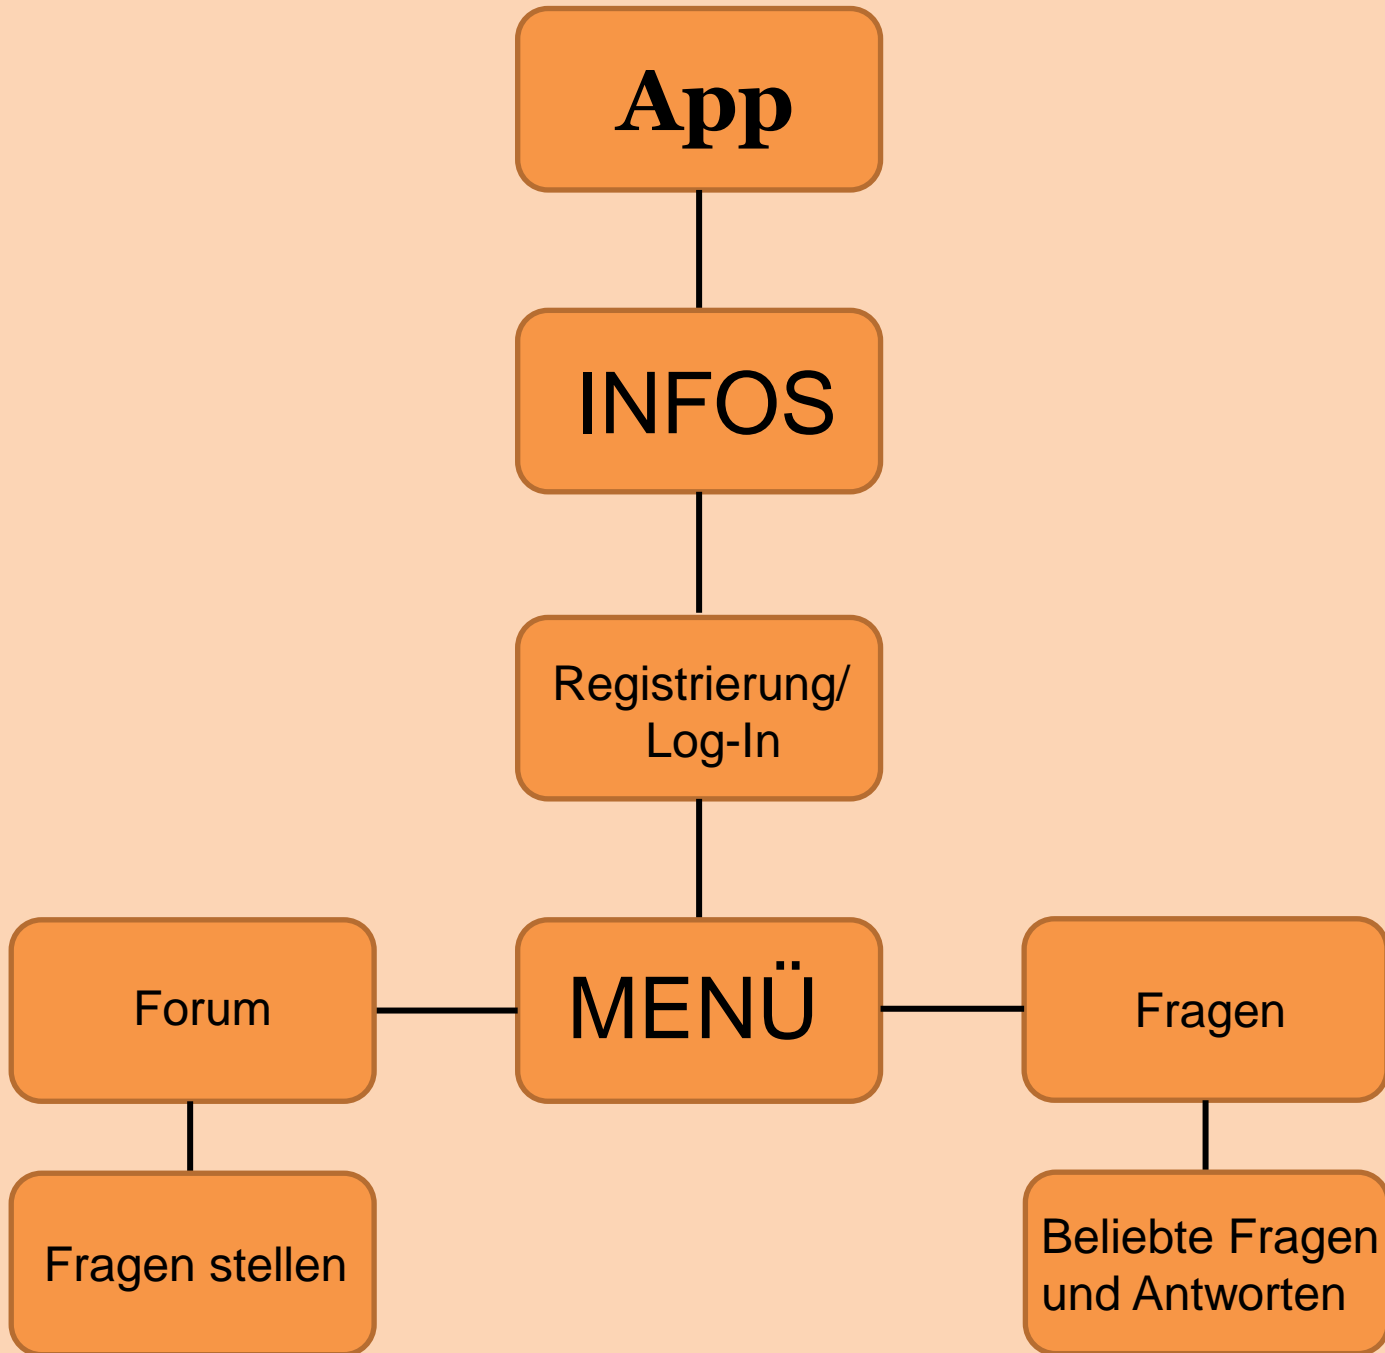 App
INFOS
Registrierung/
Log-In
Forum
MENÜ
Fragen
Fragen stellen
Beliebte Fragen
und Antworten